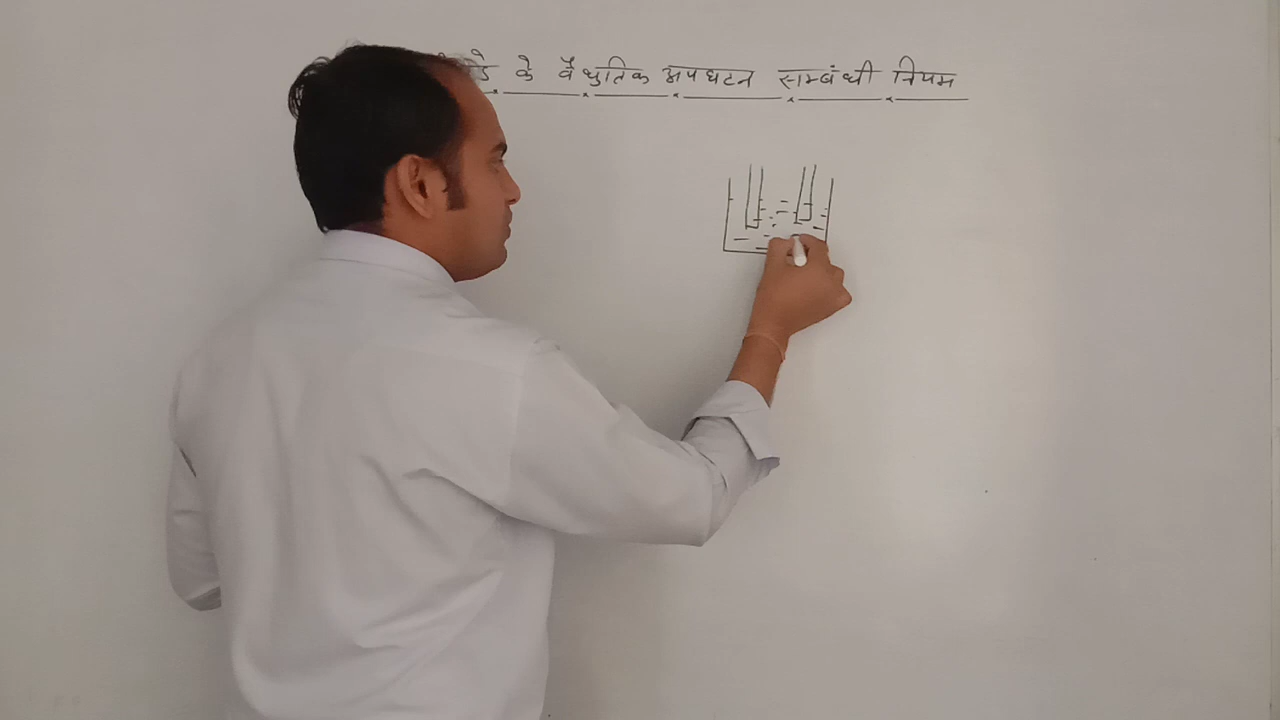 के वैधुतिक अपघटन सम्बंधी नियम